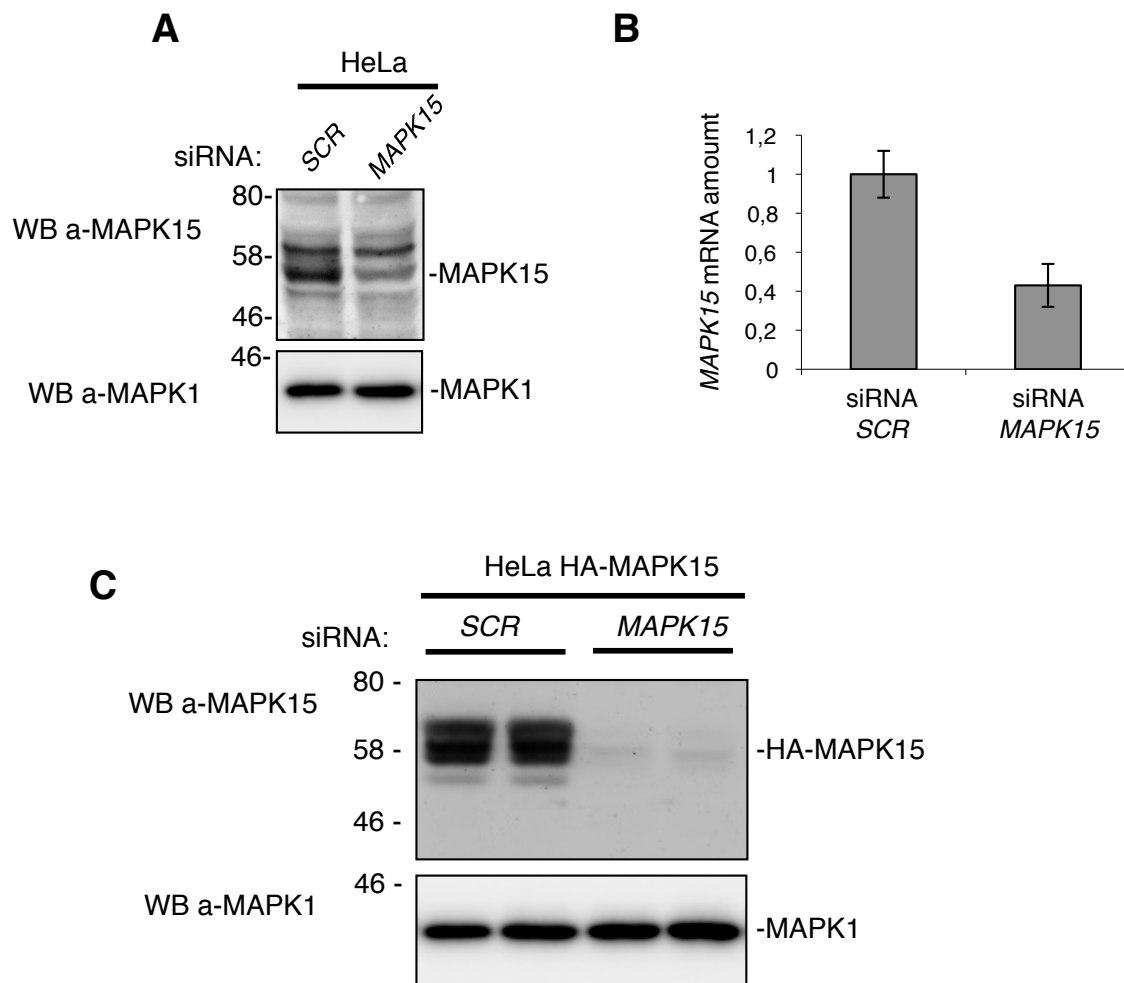 A
HeLa
siRNA: SCR MAPK15
80-
WB a-MAPK15
58-
-MAPK15
46-
46-
WB a-MAPK1
-MAPK1
B
MAPK15 mRNA amoumt
1,2
1
0,8
0,6
0,4
0,2
0
siRNA SCR
siRNA MAPK15
C
HeLa HA-MAPK15
siRNA: SCR MAPK15
80 -
WB a-MAPK15
58 -
-HA-MAPK15
46 -
46 -
WB a-MAPK1
-MAPK1